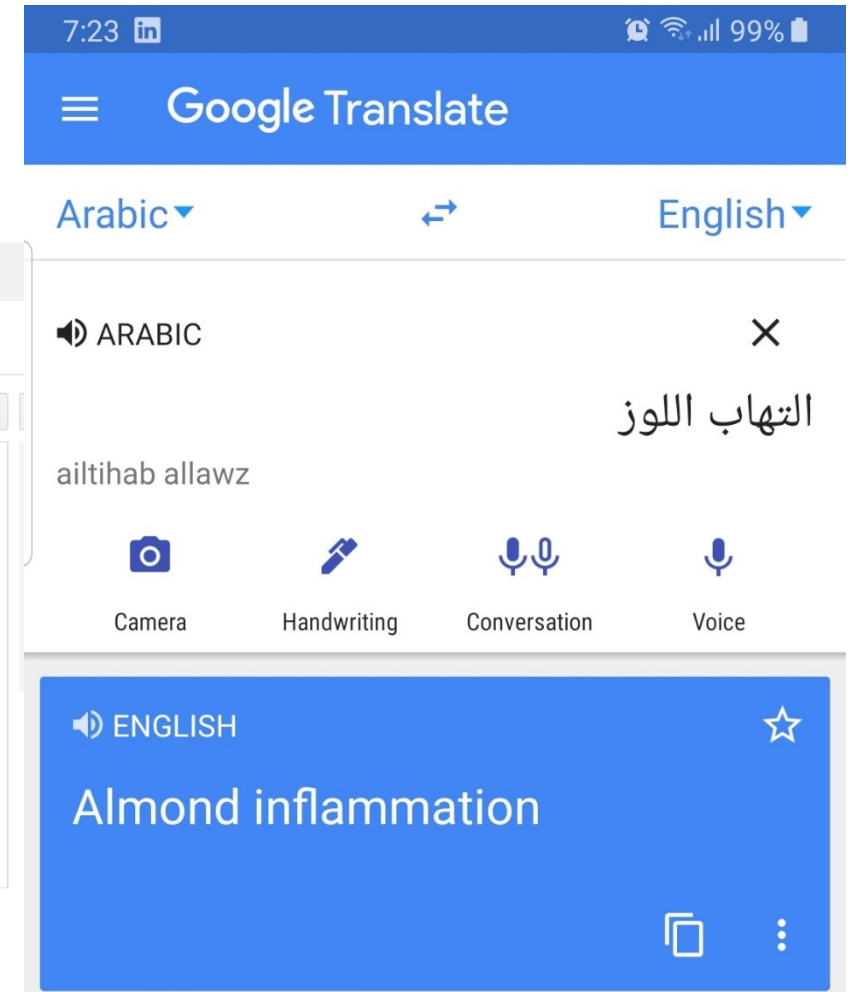 7:23 in 99%
Google Translate
Arabic English
ARABIC
التهاب اللوز
ailtihab allawz
Camera Handwriting Conversation Voice
ENGLISH
Almond inflammation